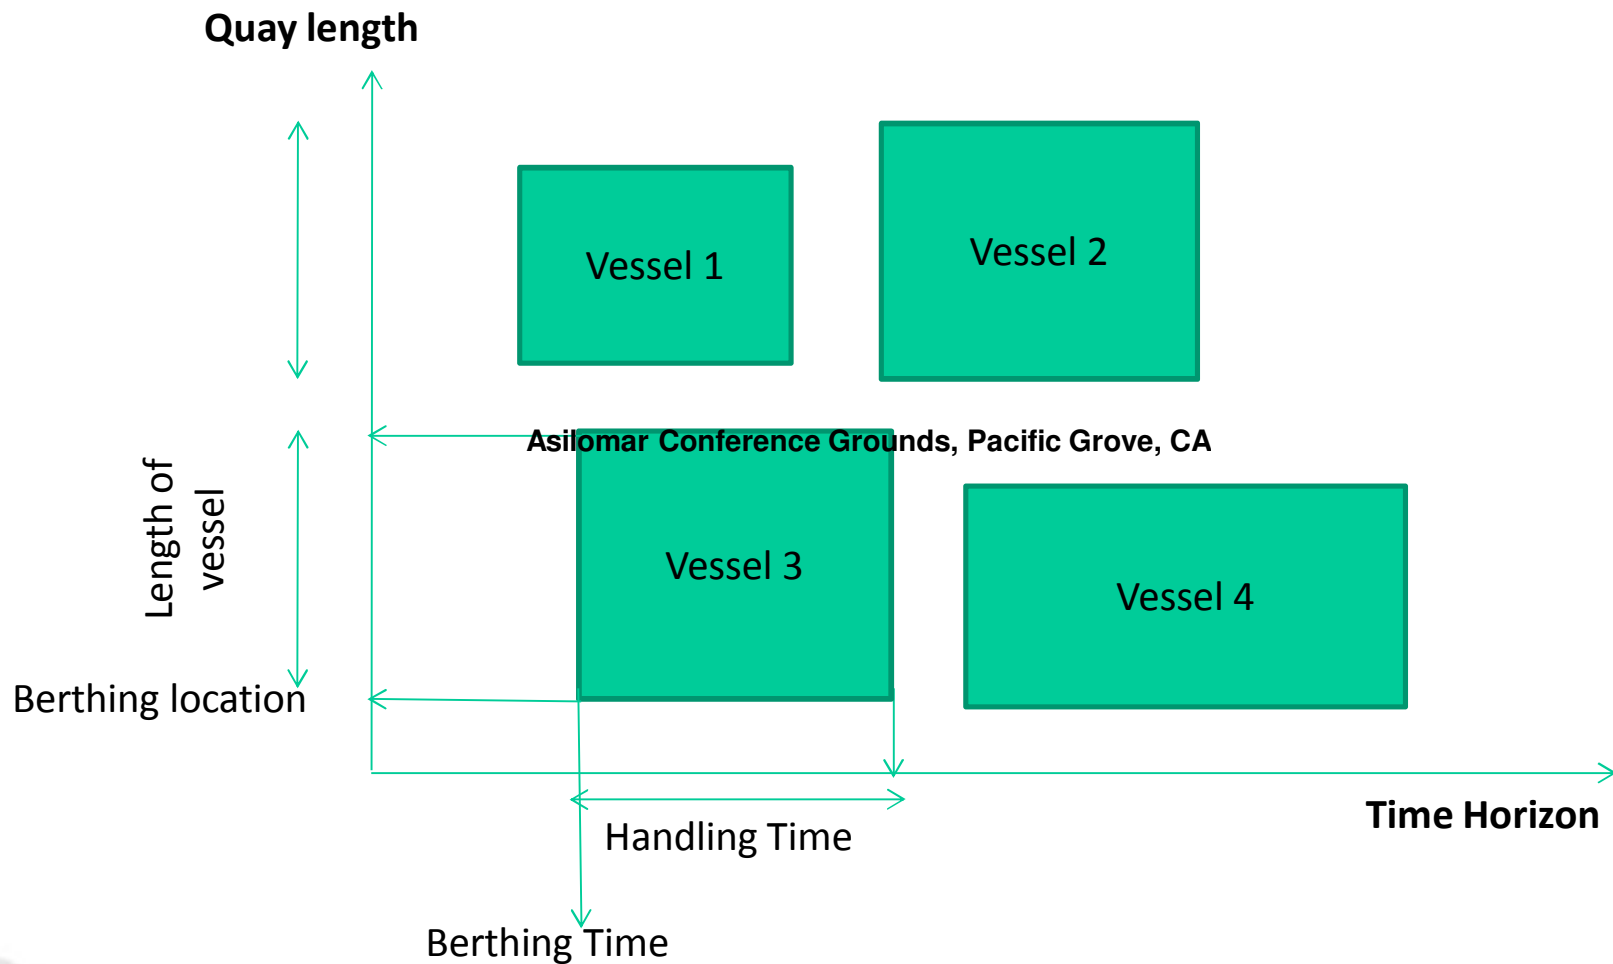 Quay length
Vessel 1
Vessel 2
Asilomar Conference Grounds, Pacific Grove, CA
Length of
vessel
Vessel 3
Vessel 4
Berthing location
Time Horizon
Handling Time
Berthing Time